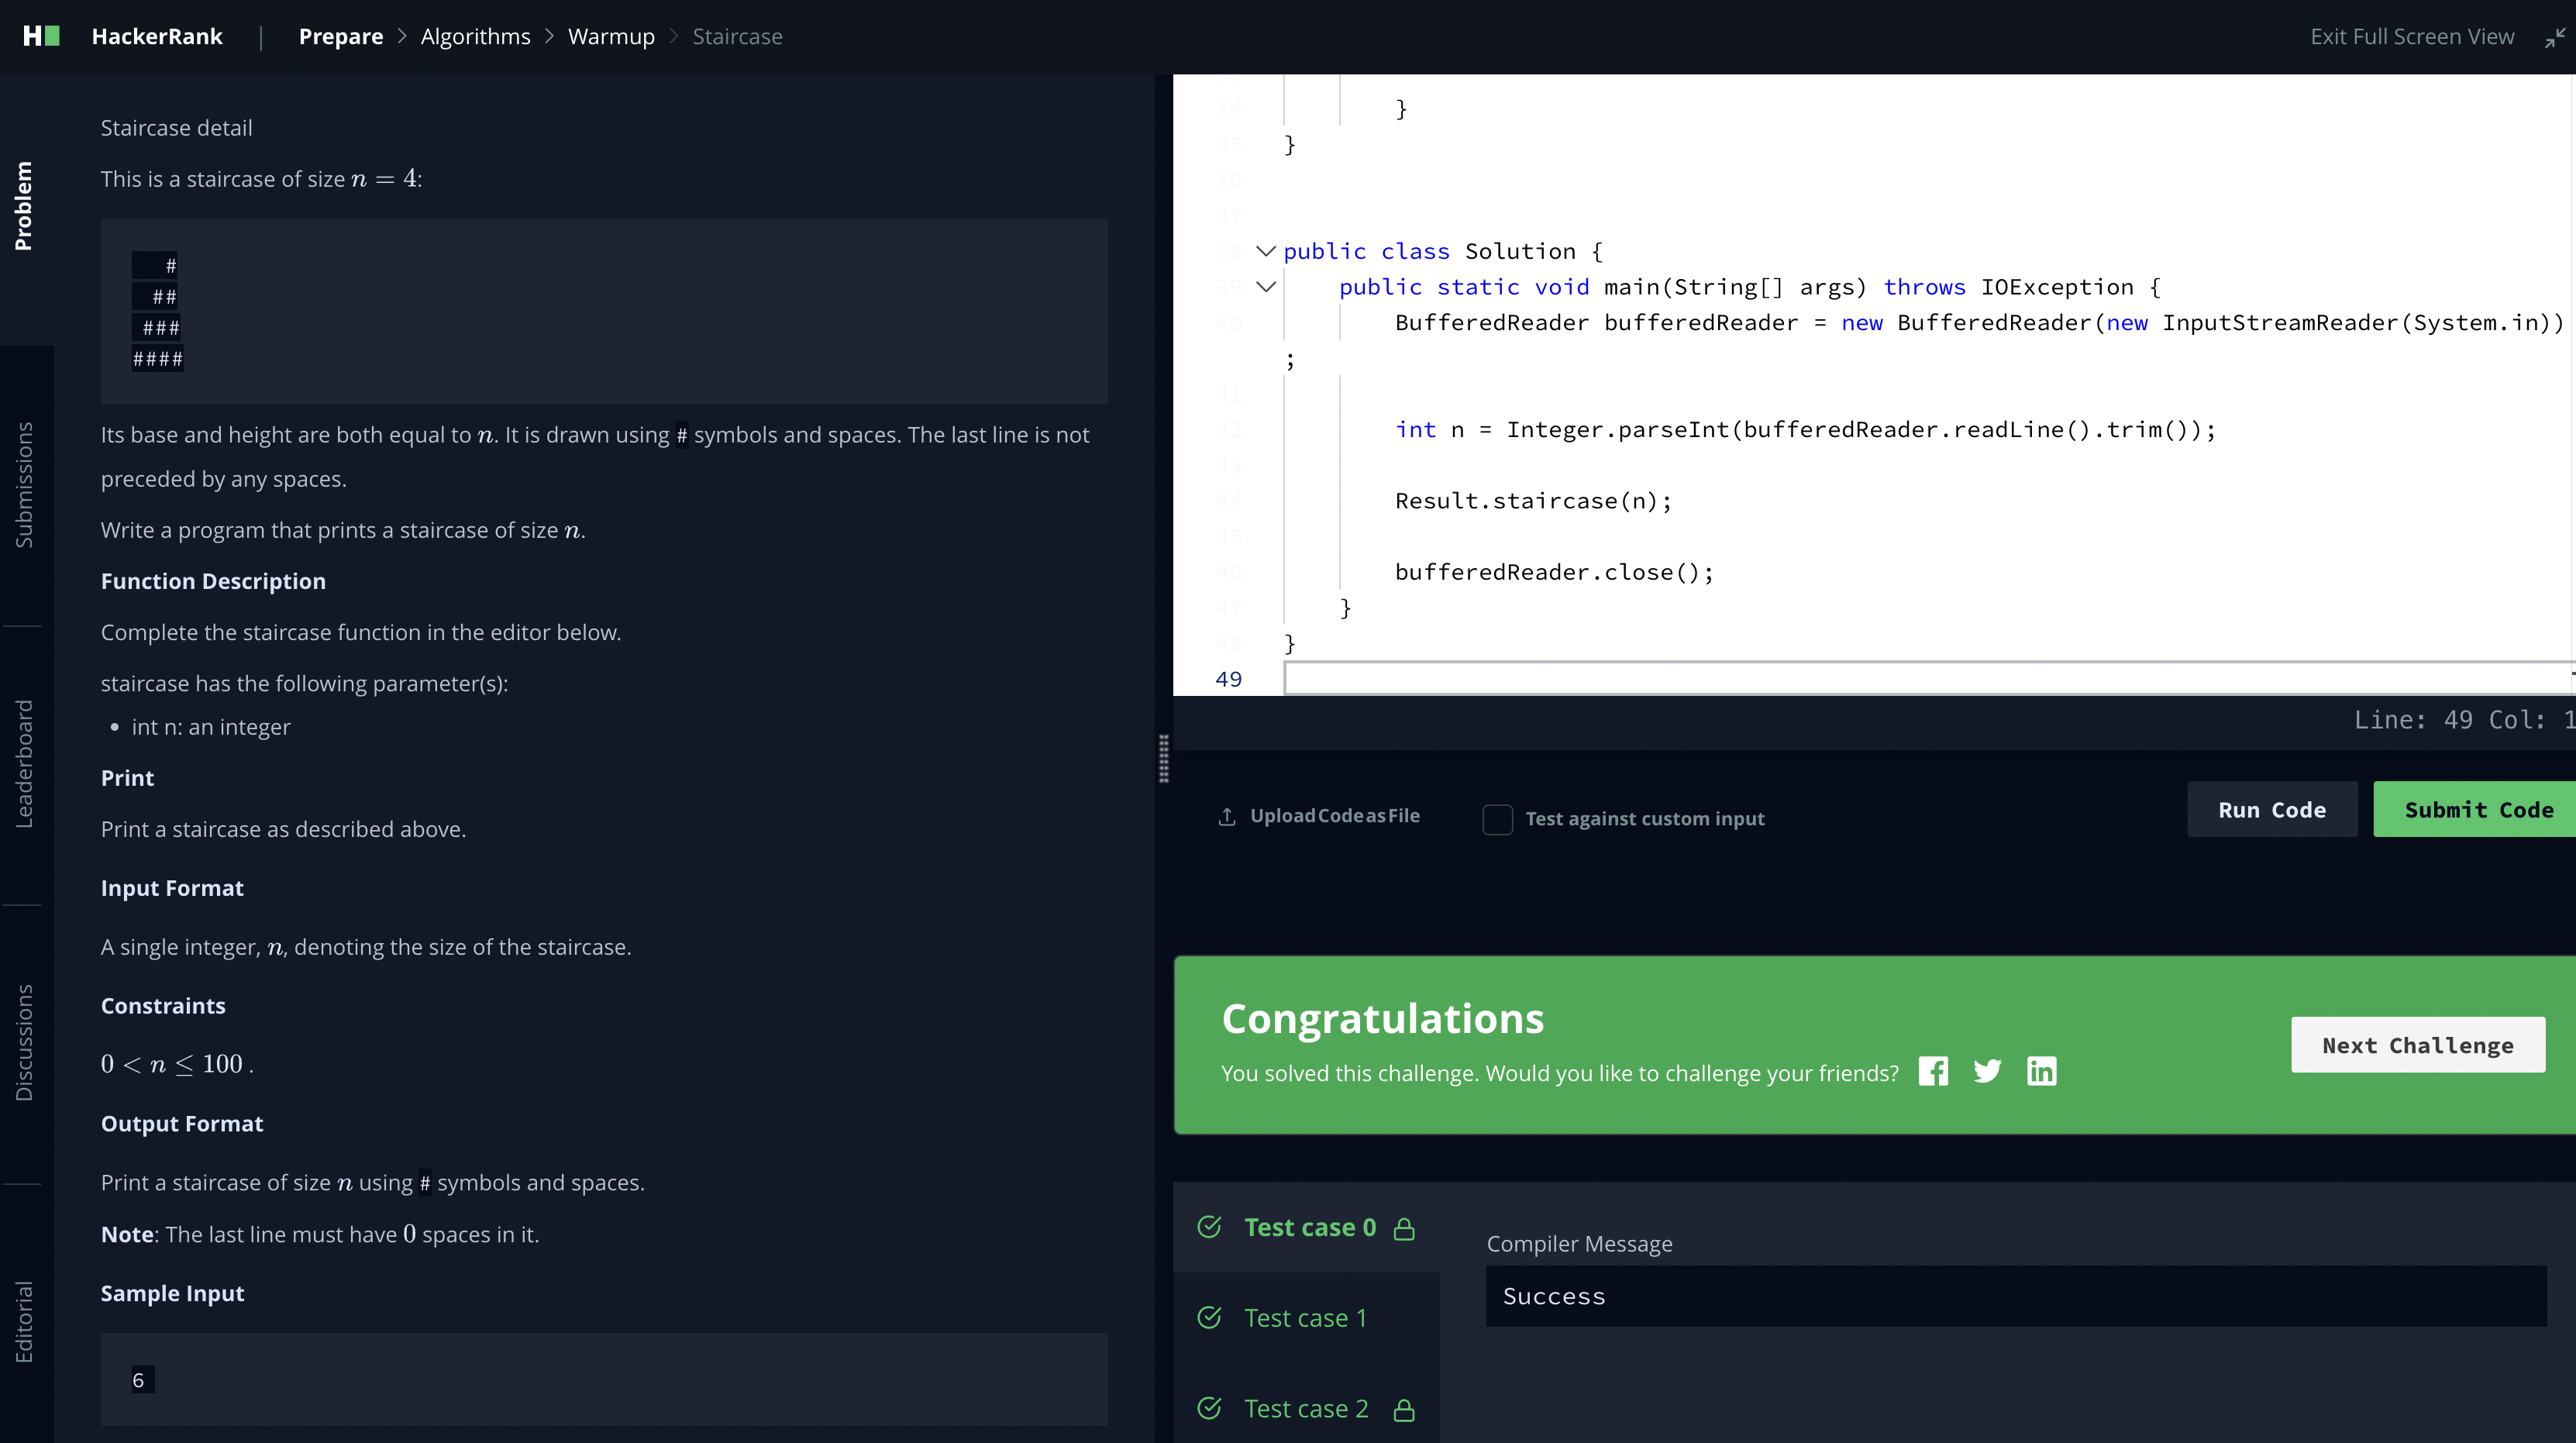 HackerRank | Prepare > Algorithms > Warmup > Staircase
Exit Full Screen View
Problem
Submissions
Leaderboard
Discussions
Editorial
Staircase detail
This is a staircase of size n = 4:
   #
  ##
 ###
####
Its base and height are both equal to n. It is drawn using # symbols and spaces. The last line is not
preceded by any spaces.
Write a program that prints a staircase of size n.
Function Description
Complete the staircase function in the editor below.
staircase has the following parameter(s):
• int n: an integer
Print
Print a staircase as described above.
Input Format
A single integer, n, denoting the size of the staircase.
Constraints
0 < n ≤ 100 .
Output Format
Print a staircase of size n using # symbols and spaces.
Note: The last line must have 0 spaces in it.
Sample Input
6
34         }
35 }
36
37
38 public class Solution {
39     public static void main(String[] args) throws IOException {
40         BufferedReader bufferedReader = new BufferedReader(new InputStreamReader(System.in))
;
41
42         int n = Integer.parseInt(bufferedReader.readLine().trim());
43
44         Result.staircase(n);
45
46         bufferedReader.close();
47     }
48 }
49
Line: 49 Col: 1
Upload Code as File
Test against custom input
Run Code
Submit Code
Congratulations
You solved this challenge. Would you like to challenge your friends?
Next Challenge
Test case 0
Test case 1
Test case 2
Compiler Message
Success